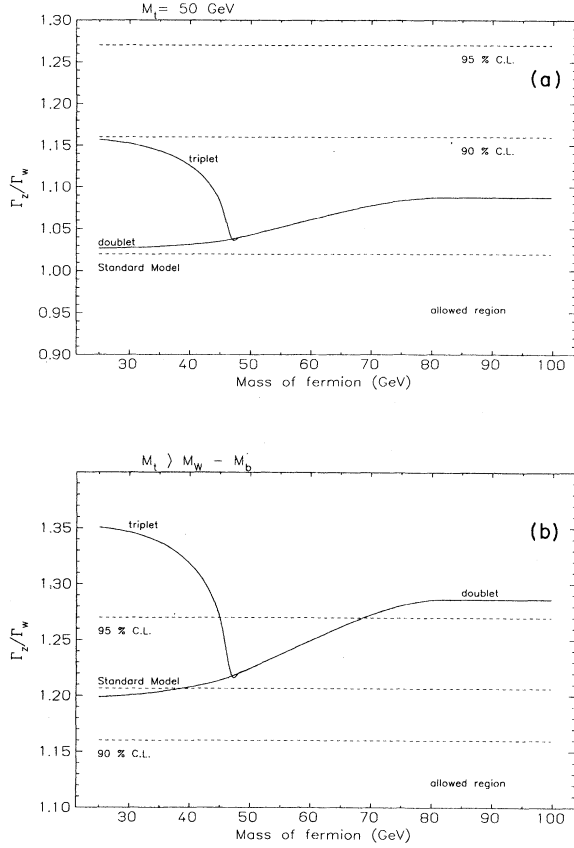 M_t = 50 GeV
1.30
1.25
95 % C.L.
(a)
1.20
1.15
90 % C.L.
triplet
Γ_z/Γ_w
1.10
1.05
doublet
Standard Model
1.00
0.95
allowed region
0.90
30 40 50 60 70 80 90 100
Mass of fermion (GeV)
M_t > M_W − M_b
triplet
(b)
1.35
doublet
1.30
95 % C.L.
Γ_z/Γ_w
1.25
Standard Model
1.20
1.15
90 % C.L.
allowed region
1.10
30 40 50 60 70 80 90 100
Mass of fermion (GeV)